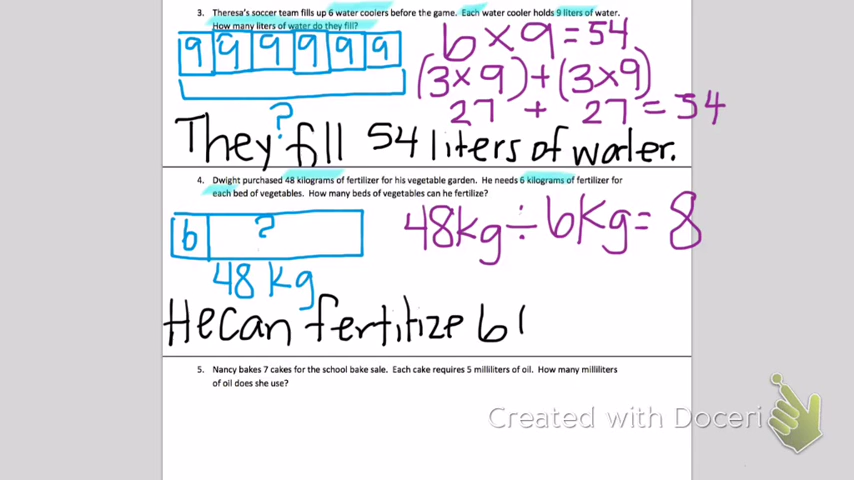 3. Theresa's soccer team fills up 6 water coolers before the game. Each water cooler holds 9 liters of water.
How many liters of water do they fill?
9 9 9 9 9 9
?
6 × 9 = 54
(3×9)+(3×9)
27 + 27 = 54
They fill 54 liters of water.
4. Dwight purchased 48 kilograms of fertilizer for his vegetable garden. He needs 6 kilograms of fertilizer for
each bed of vegetables. How many beds of vegetables can he fertilize?
6 ?
48 kg
48kg ÷ 6kg = 8
He can fertitize
5. Nancy bakes 7 cakes for the school bake sale. Each cake requires 5 milliliters of oil. How many milliliters
of oil does she use?
Created with Doceri